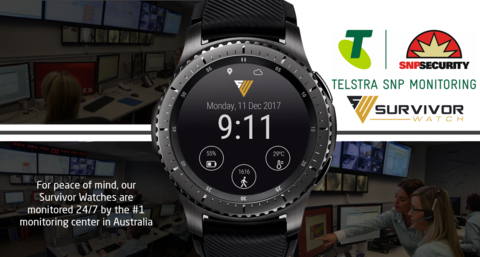 SNPSECURITY
TELSTRA SNP MONITORING
SURVIVOR
WATCH
Monday, 11 Dec 2017
9:11
55%
29°C
1616
For peace of mind, our
Survivor Watches are
monitored 24/7 by the #1
monitoring center in Australia